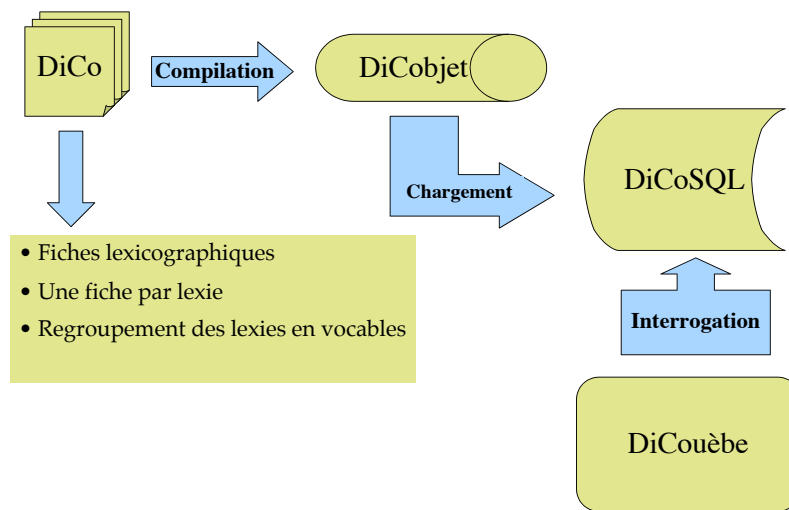 DiCo
Compilation
DiCobjet
Chargement
DiCoSQL
• Fiches lexicographiques
• Une fiche par lexie
• Regroupement des lexies en vocables
Interrogation
DiCouèbe